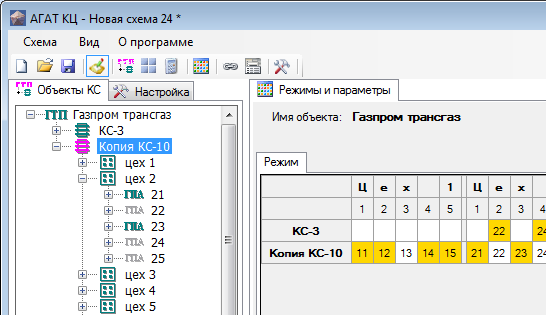 АГАТ КЦ - Новая схема 24 *
Схема Вид О программе
Объекты КС Настройка
Газпром трансгаз
КС-3
Копия КС-10
цех 1
цех 2
ГПА 21
ГПА 22
ГПА 23
ГПА 24
ГПА 25
цех 3
цех 4
цех 5
Режимы и параметры
Имя объекта: Газпром трансгаз
Режим
Ц е х 1 Ц е х
1 2 3 4 5 1 2 3 4
КС-3 22 24
Копия КС-10 11 12 13 14 15 21 22 23 24